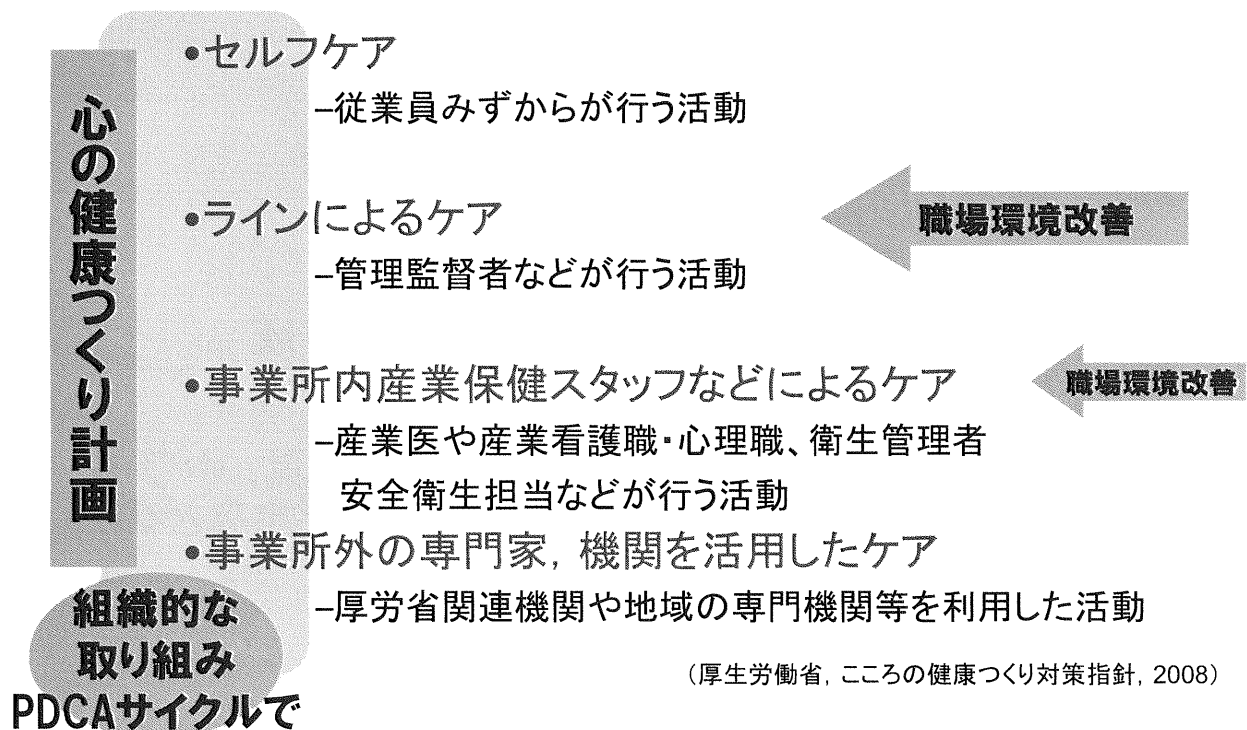 心の健康つくり計画
•セルフケア
–従業員みずからが行う活動
•ラインによるケア
–管理監督者などが行う活動
職場環境改善
•事業所内産業保健スタッフなどによるケア
–産業医や産業看護職・心理職、衛生管理者
安全衛生担当などが行う活動
職場環境改善
•事業所外の専門家，機関を活用したケア
–厚労省関連機関や地域の専門機関等を利用した活動
組織的な
取り組み
PDCAサイクルで
（厚生労働省，こころの健康つくり対策指針，2008）